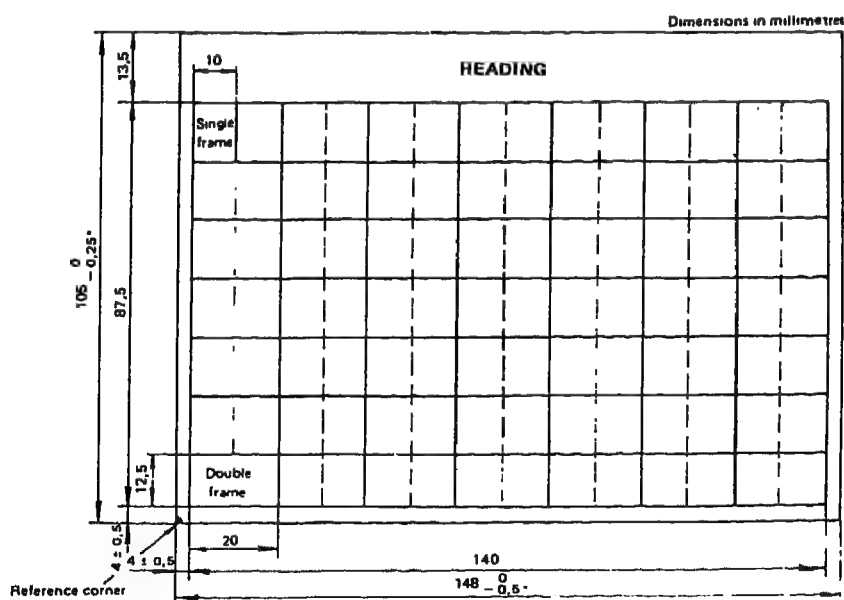 Dimensions in millimetres
13,5
10
HEADING
Single
frame
105 0 -0,25*
87,5
12,5
Double
frame
4 ± 0,5
4 ± 0,5
20
140
148 0 -0,5*
Reference corner